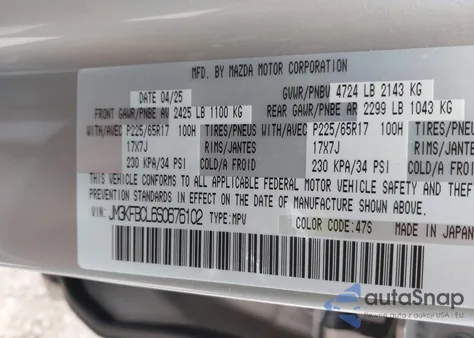 MFD. BY MAZDA MOTOR CORPORATION
DATE 04/25 GVWR/PNBV 4724 LB 2143 KG
FRONT GAWR/PNBE AV 2425 LB 1100 KG REAR GAWR/PNBE AR 2299 LB 1043 KG
WITH/AVEC P225/65R17 100H TIRES/PNEUS WITH/AVEC P225/65R17 100H TIRES/PNEUS
17X7J RIMS/JANTES 17X7J RIMS/JANTES
230 KPA/34 PSI COLD/A FROID 230 KPA/34 PSI COLD/A FROID
THIS VEHICLE CONFORMS TO ALL APPLICABLE FEDERAL MOTOR VEHICLE SAFETY
PREVENTION STANDARDS IN EFFECT ON THE DATE OF MANUFACTURE SHOWN ABOVE.
VIN: JM3KFBCL6S0676102 TYPE:MPV COLOR CODE:47S MADE IN JAPAN
autoSnap
Zdjęcia z aukcji USA | EU